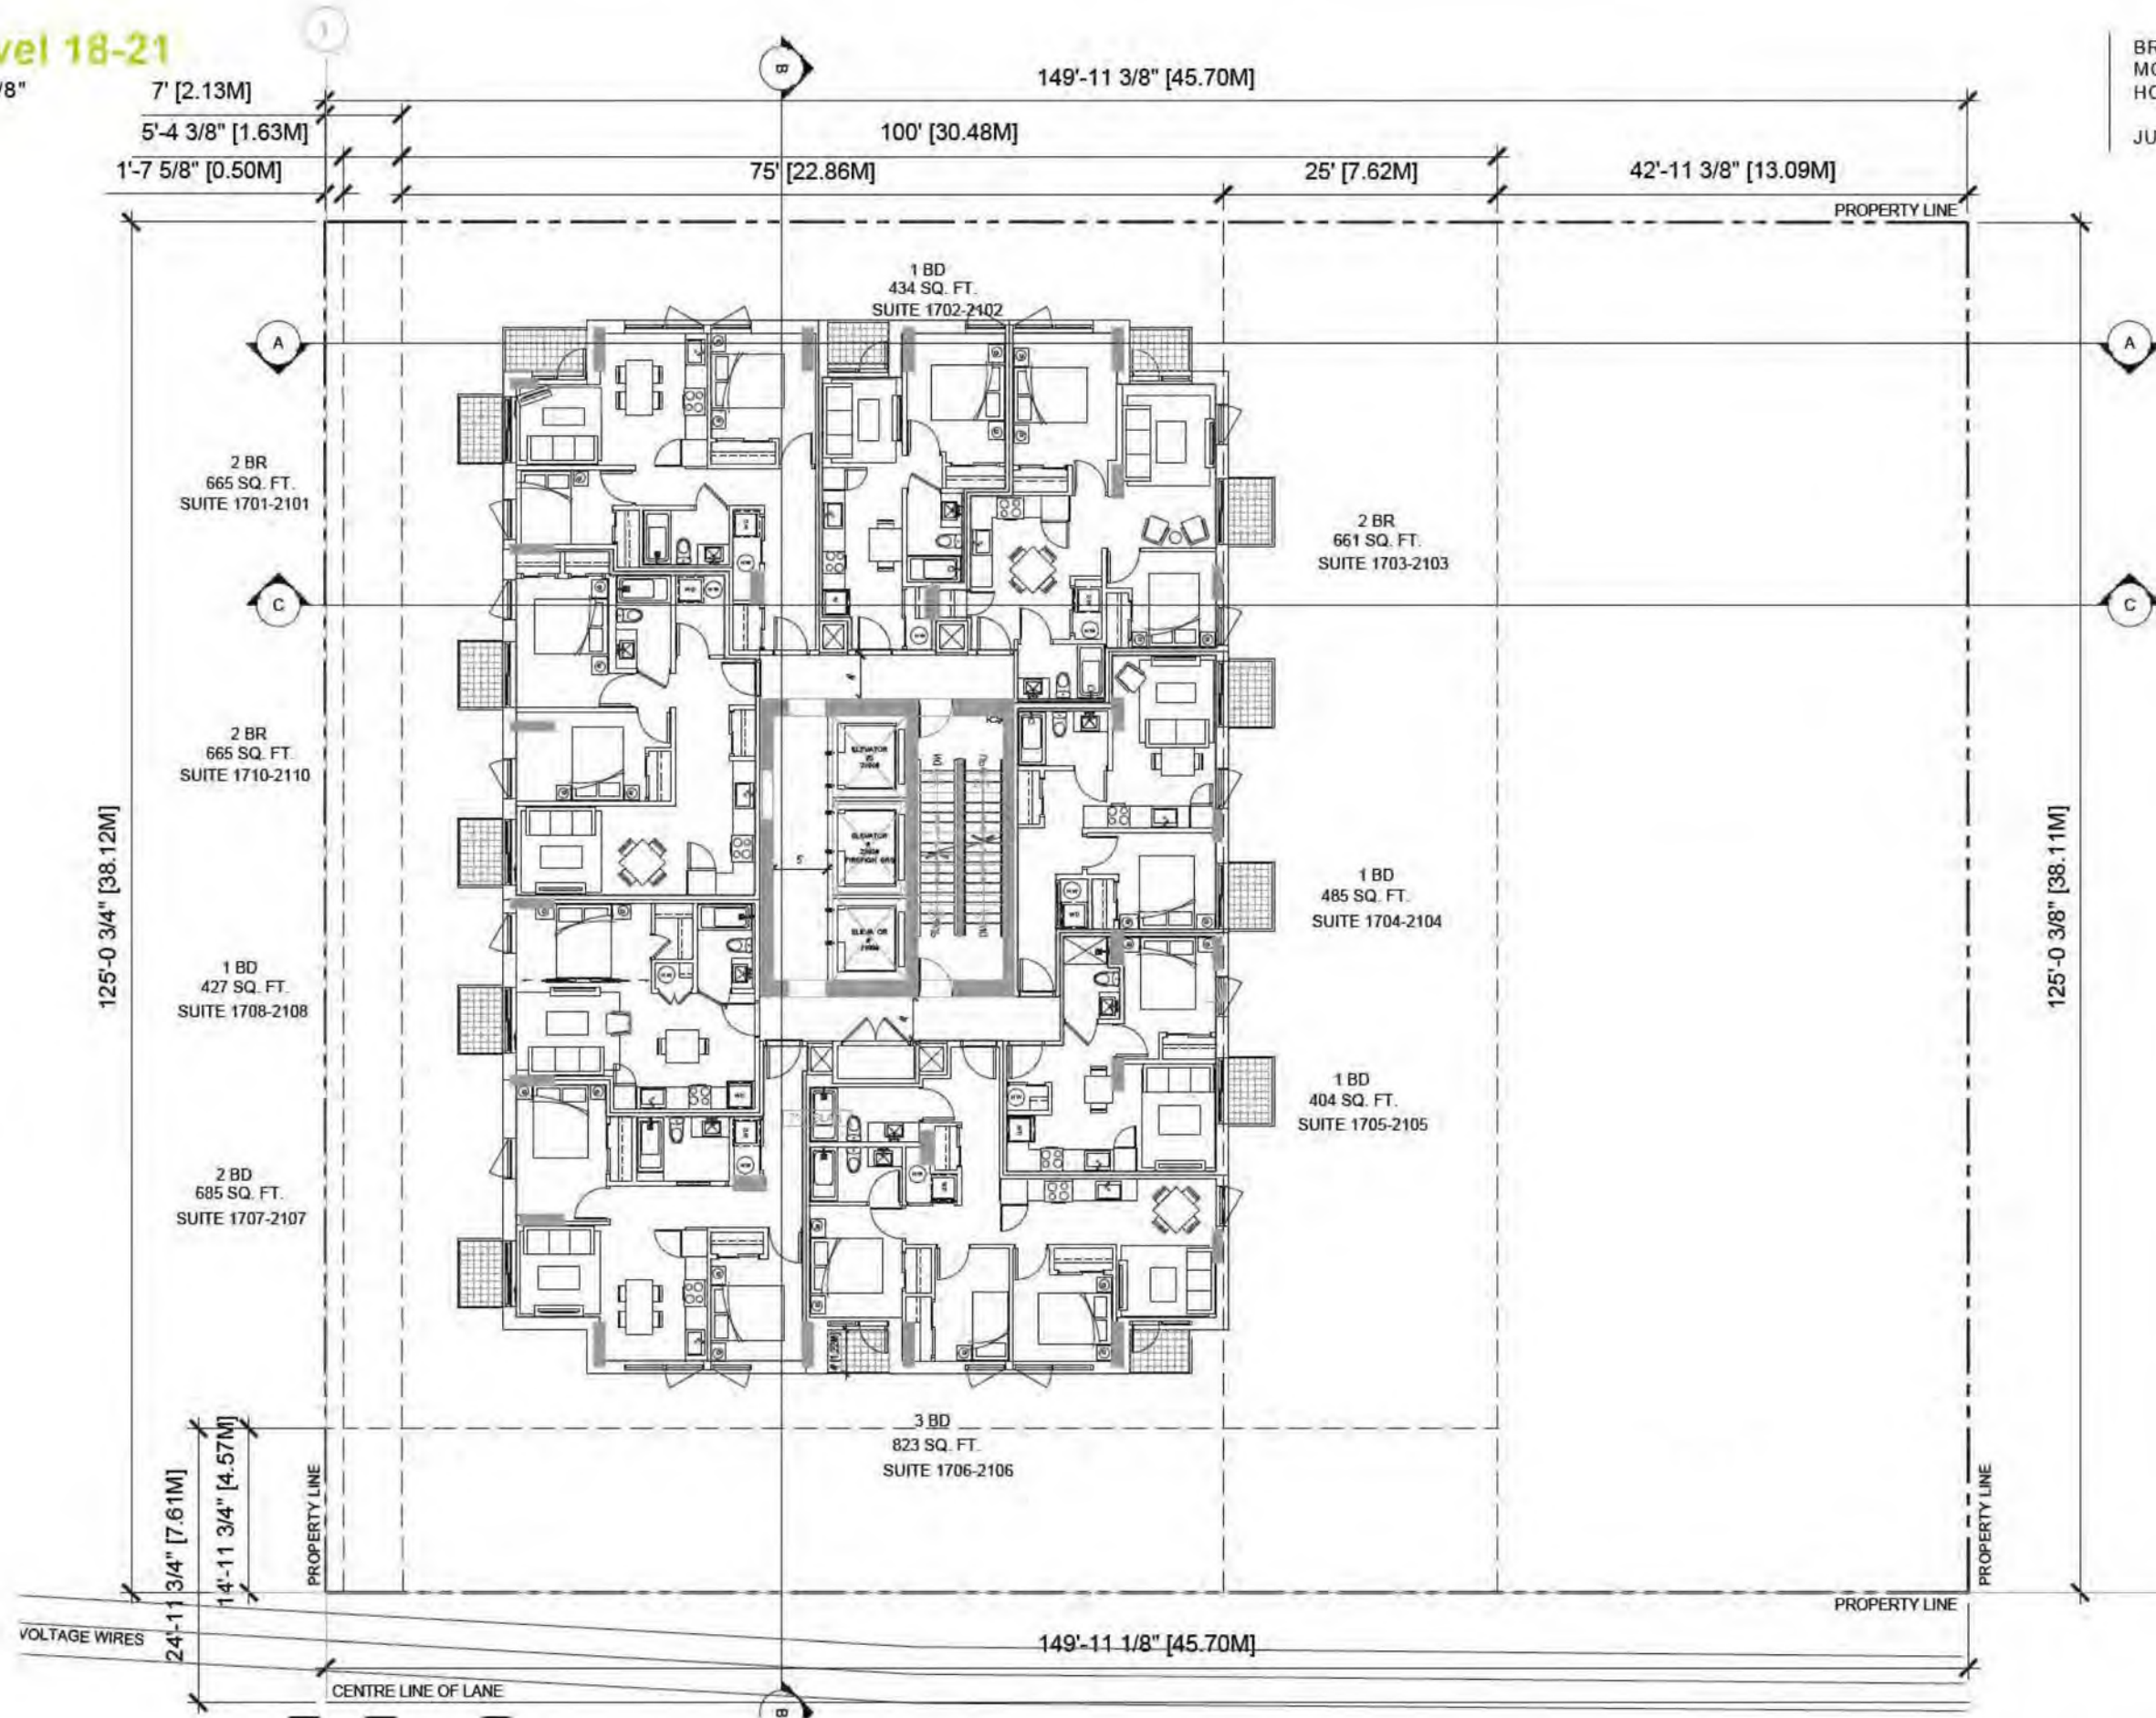 vel 18-21
/8"
7' [2.13M]
149'-11 3/8" [45.70M]
5'-4 3/8" [1.63M]
100' [30.48M]
1'-7 5/8" [0.50M]
75' [22.86M]
25' [7.62M]
42'-11 3/8" [13.09M]
BR
MO
HO
JU
PROPERTY LINE
B
1 BD
434 SQ. FT.
SUITE 1702-2102
A
A
2 BR
665 SQ. FT.
SUITE 1701-2101
2 BR
661 SQ. FT.
SUITE 1703-2103
C
C
2 BR
665 SQ. FT.
SUITE 1710-2110
ELEVATOR
ELEVATOR
5'
125'-0 3/4" [38.12M]
125'-0 3/8" [38.11M]
1 BD
485 SQ. FT.
SUITE 1704-2104
1 BD
427 SQ. FT.
SUITE 1708-2108
1 BD
404 SQ. FT.
SUITE 1705-2105
2 BD
685 SQ. FT.
SUITE 1707-2107
3 BD
823 SQ. FT.
SUITE 1706-2106
24'-11 3/4" [7.61M]
14'-11 3/4" [4.57M]
PROPERTY LINE
PROPERTY LINE
PROPERTY LINE
VOLTAGE WIRES
149'-11 1/8" [45.70M]
CENTRE LINE OF LANE
B